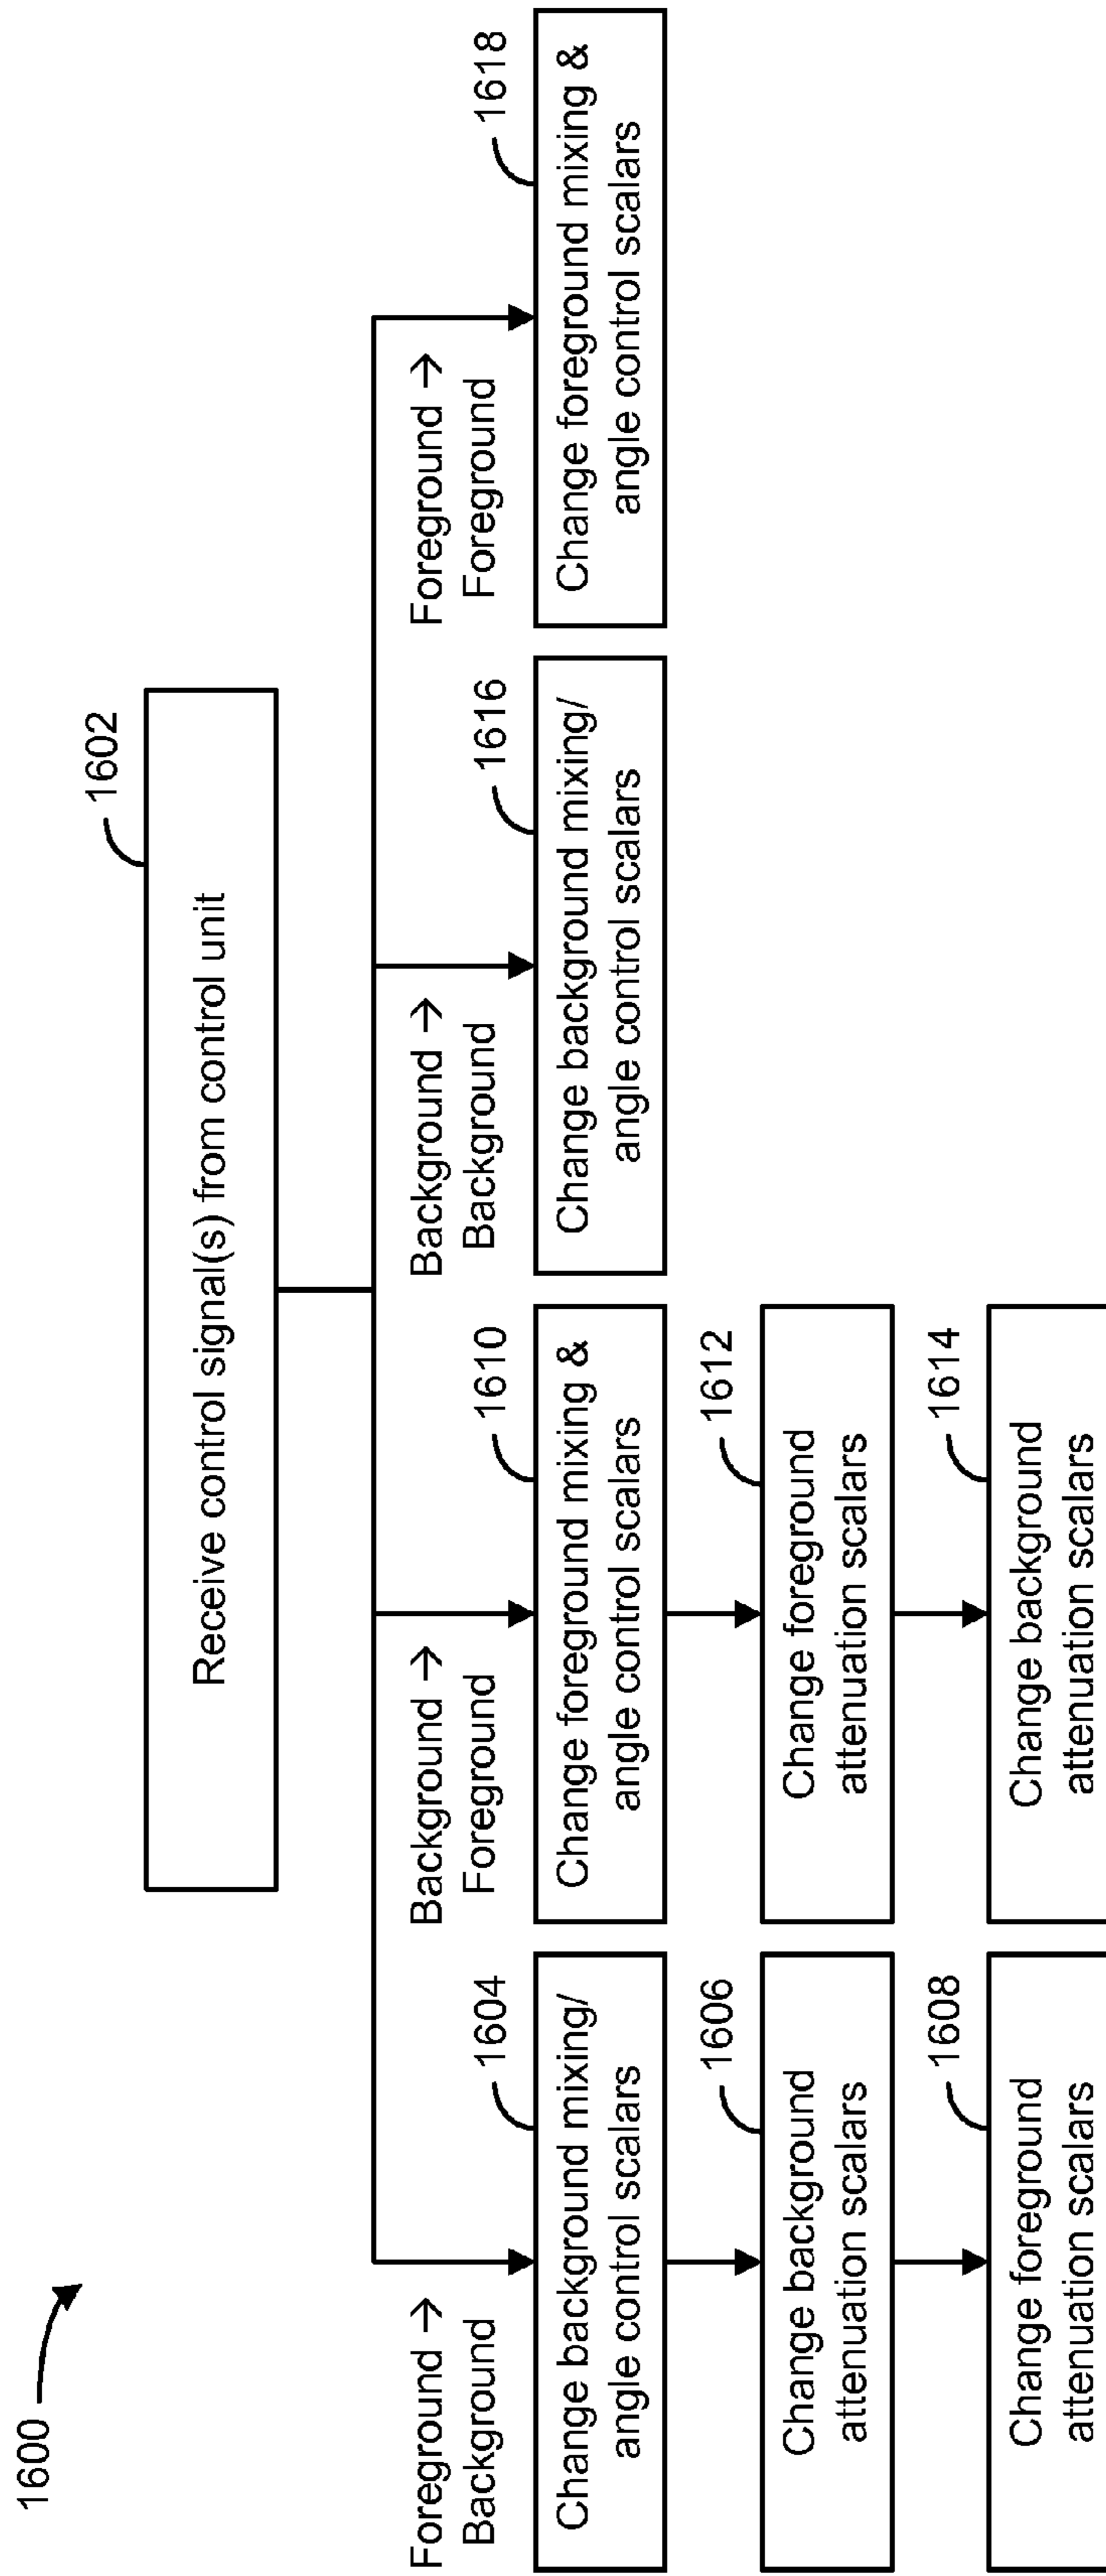 1600
1602
Receive control signal(s) from control unit
Foreground →
Background
Background →
Foreground
Background →
Background
Foreground →
Foreground
1604
Change background mixing/
angle control scalars
1610
Change foreground mixing &
angle control scalars
1616
Change background mixing/
angle control scalars
1618
Change foreground mixing &
angle control scalars
1606
Change background
attenuation scalars
1612
Change foreground
attenuation scalars
1608
Change foreground
attenuation scalars
1614
Change background
attenuation scalars